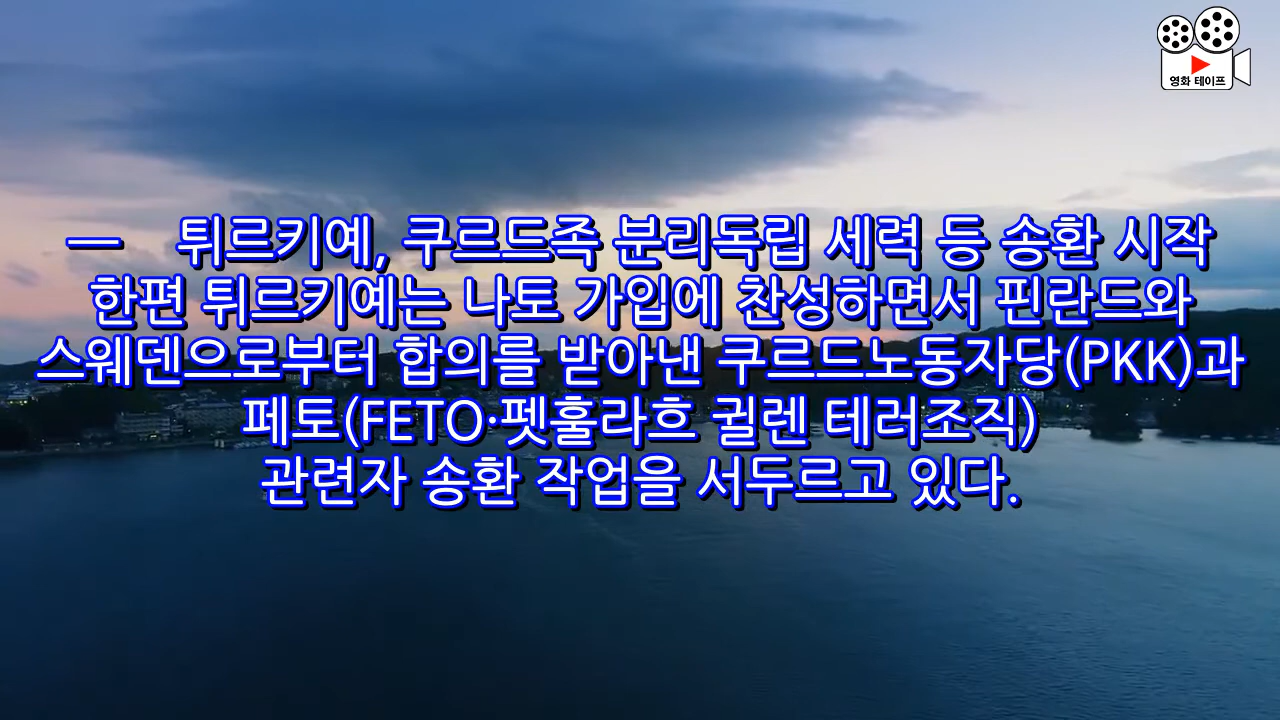 영화 테이프
— 튀르키예, 쿠르드족 분리독립 세력 등 송환 시작
한편 튀르키예는 나토 가입에 찬성하면서 핀란드와
스웨덴으로부터 합의를 받아낸 쿠르드노동자당(PKK)과
페토(FETO·펫훌라흐 귈렌 테러조직)
관련자 송환 작업을 서두르고 있다.